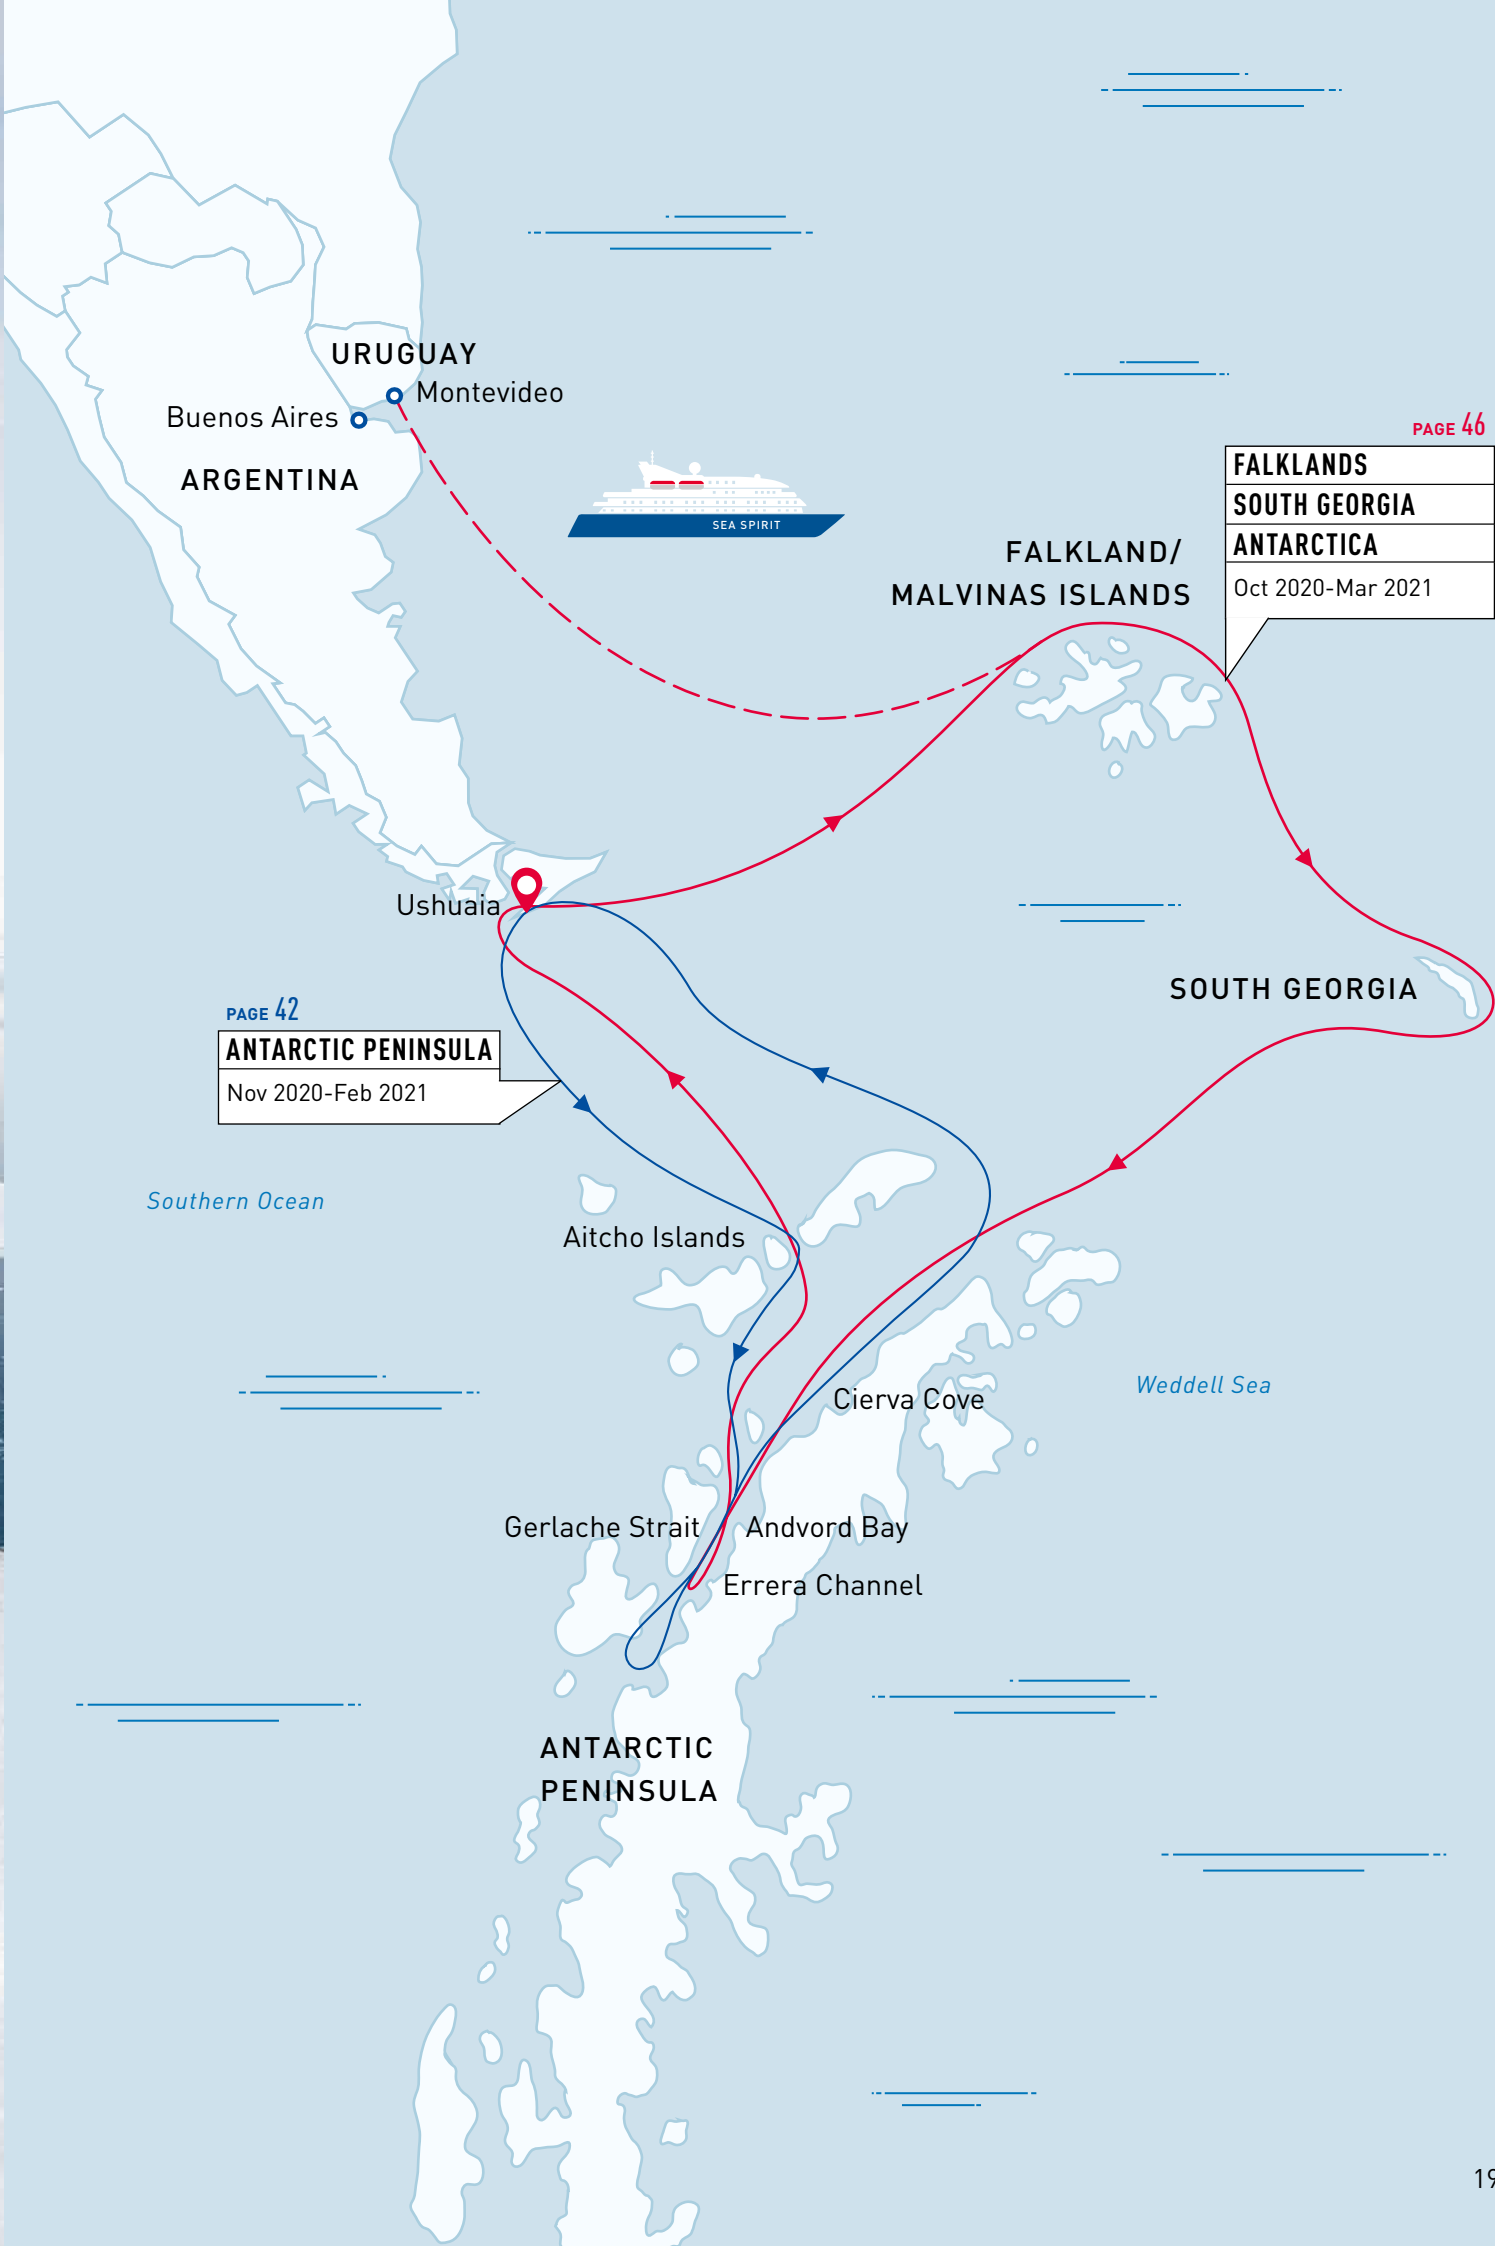 URUGUAY
Montevideo
Buenos Aires
ARGENTINA
PAGE 46
FALKLANDS
SOUTH GEORGIA
ANTARCTICA
Oct 2020-Mar 2021
SEA SPIRIT
FALKLAND/
MALVINAS ISLANDS
Ushuaia
SOUTH GEORGIA
PAGE 42
ANTARCTIC PENINSULA
Nov 2020-Feb 2021
Southern Ocean
Aitcho Islands
Weddell Sea
Cierva Cove
Gerlache Strait
Andvord Bay
Errera Channel
ANTARCTIC
PENINSULA
19